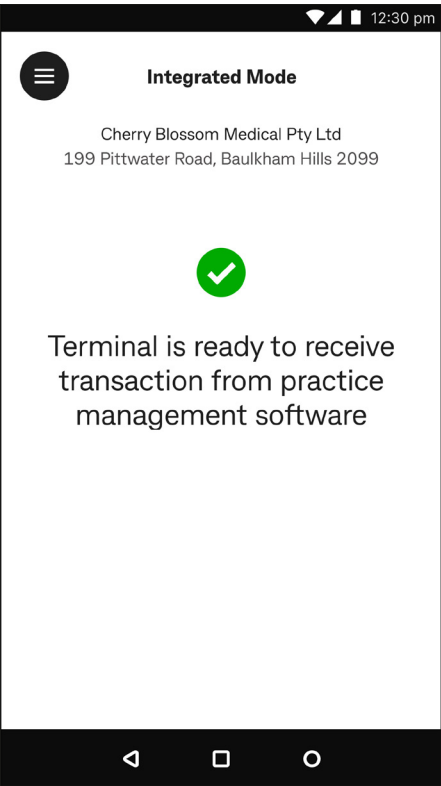 12:30 pm
Integrated Mode
Cherry Blossom Medical Pty Ltd
199 Pittwater Road, Baulkham Hills 2099
Terminal is ready to receive
transaction from practice
management software